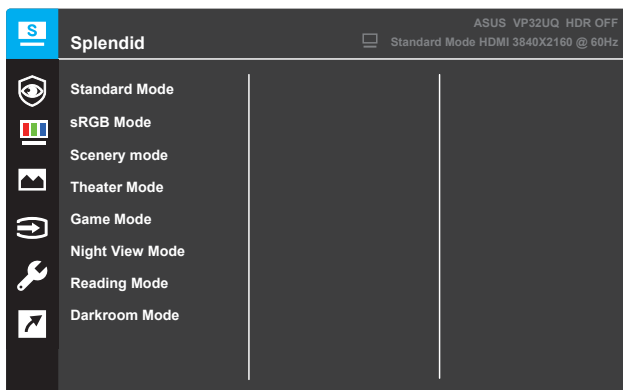 S
ASUS VP32UQ HDR OFF
Splendid
Standard Mode HDMI 3840X2160 @ 60Hz
Standard Mode
sRGB Mode
Scenery mode
Theater Mode
Game Mode
Night View Mode
Reading Mode
Darkroom Mode